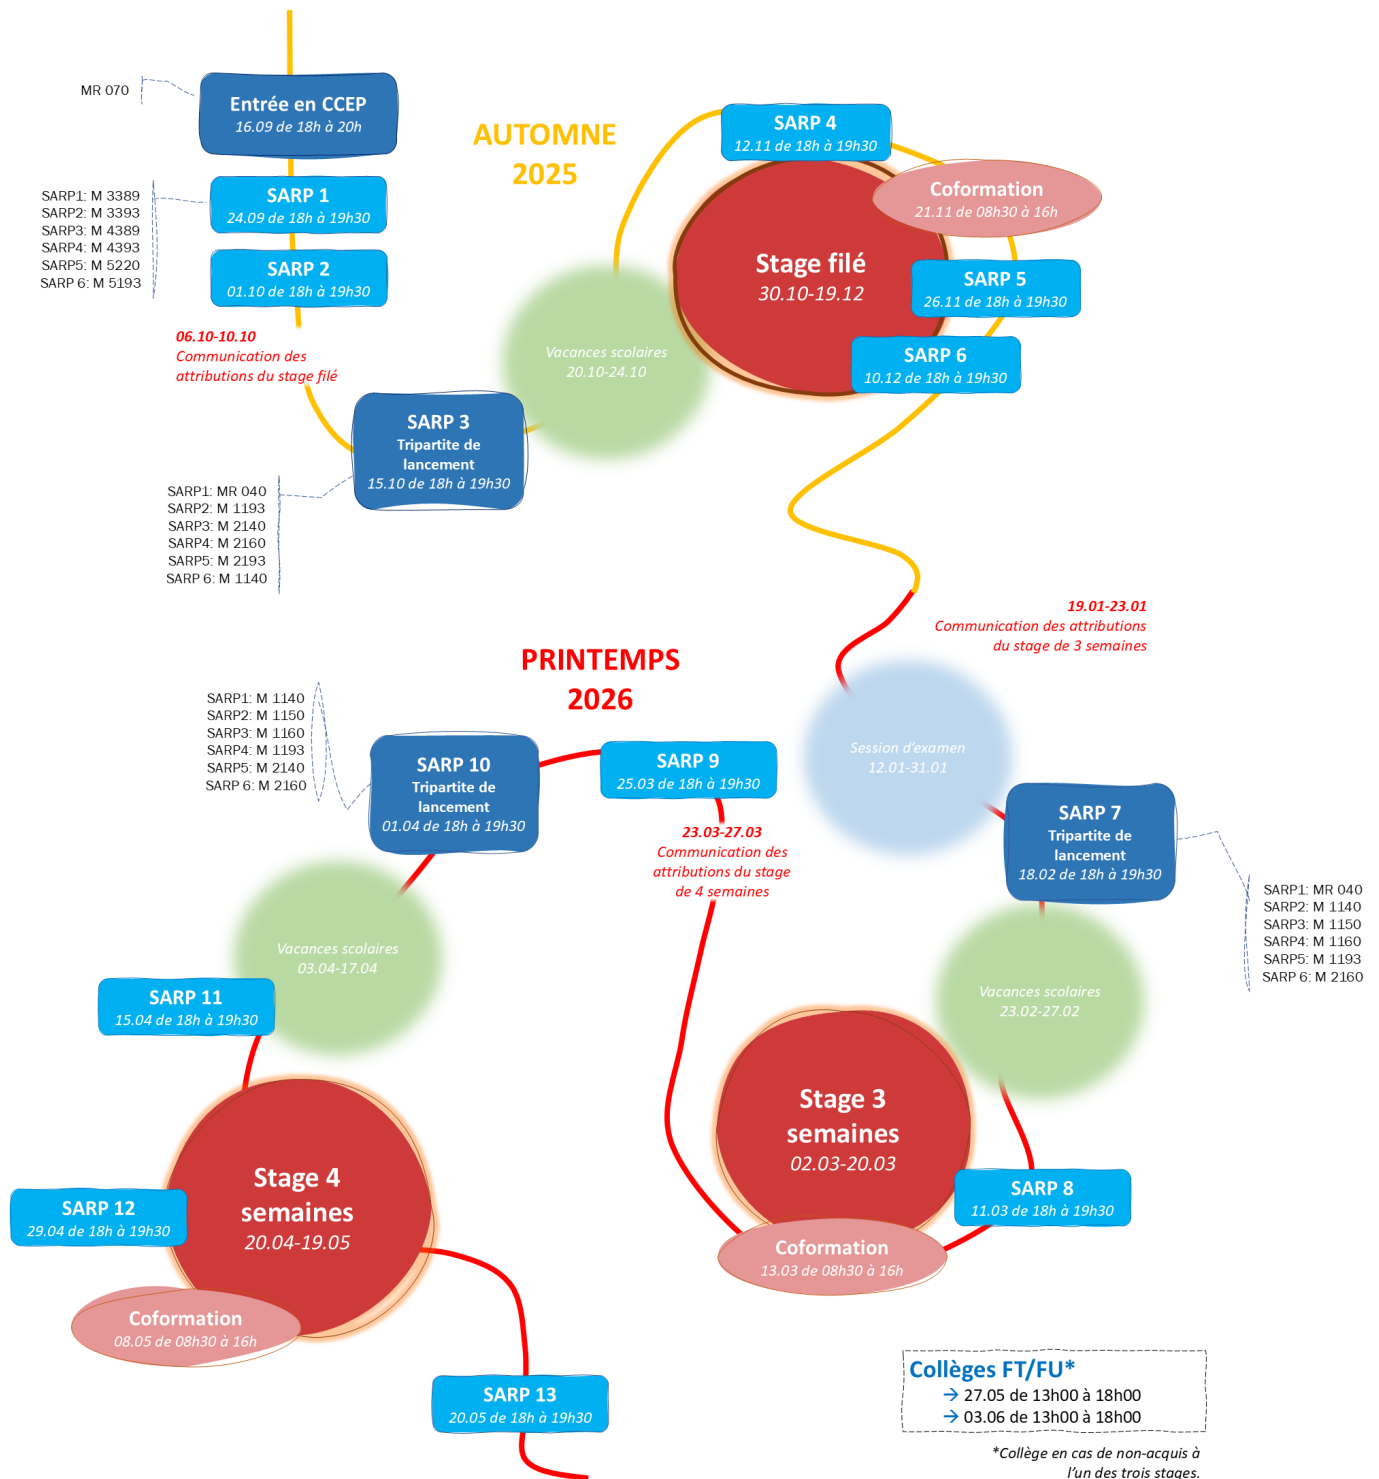 MR 070
Entrée en CCEP
16.09 de 18h à 20h
AUTOMNE
2025
SARP1: M 3389
SARP2: M 3393
SARP3: M 4389
SARP4: M 4393
SARP5: M 5220
SARP 6: M 5193
SARP 1
24.09 de 18h à 19h30
SARP 2
01.10 de 18h à 19h30
06.10-10.10
Communication des
attributions du stage filé
SARP 3
Tripartite de
lancement
15.10 de 18h à 19h30
SARP1: MR 040
SARP2: M 1193
SARP3: M 2140
SARP4: M 2160
SARP5: M 2193
SARP 6: M 1140
Vacances scolaires
20.10-24.10
SARP 4
12.11 de 18h à 19h30
Coformation
21.11 de 08h30 à 16h
Stage filé
30.10-19.12
SARP 5
26.11 de 18h à 19h30
SARP 6
10.12 de 18h à 19h30
19.01-23.01
Communication des attributions
du stage de 3 semaines
PRINTEMPS
2026
Session d'examen
12.01-31.01
SARP 7
Tripartite de
lancement
18.02 de 18h à 19h30
SARP1: MR 040
SARP2: M 1140
SARP3: M 1150
SARP4: M 1160
SARP5: M 1193
SARP 6: M 2160
Vacances scolaires
23.02-27.02
Stage 3
semaines
02.03-20.03
SARP 8
11.03 de 18h à 19h30
Coformation
13.03 de 08h30 à 16h
SARP 9
25.03 de 18h à 19h30
23.03-27.03
Communication des
attributions du stage
de 4 semaines
SARP1: M 1140
SARP2: M 1150
SARP3: M 1160
SARP4: M 1193
SARP5: M 2140
SARP 6: M 2160
SARP 10
Tripartite de
lancement
01.04 de 18h à 19h30
Vacances scolaires
03.04-17.04
SARP 11
15.04 de 18h à 19h30
Stage 4
semaines
20.04-19.05
SARP 12
29.04 de 18h à 19h30
Coformation
08.05 de 08h30 à 16h
SARP 13
20.05 de 18h à 19h30
Collèges FT/FU*
→ 27.05 de 13h00 à 18h00
→ 03.06 de 13h00 à 18h00
*Collège en cas de non-acquis à
l'un des trois stages.